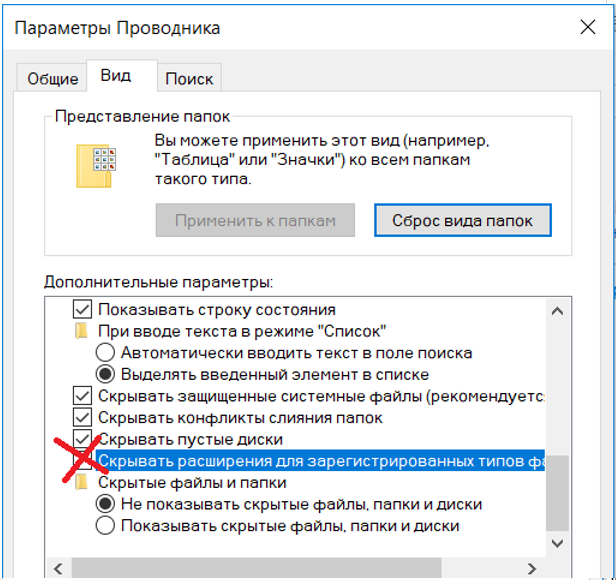 Параметры Проводника
Общие
Вид
Поиск
Представление папок
Вы можете применить этот вид (например,
"Таблица" или "Значки") ко всем папкам
такого типа.
Применить к папкам
Сброс вида папок
Дополнительные параметры:
Показывать строку состояния
При вводе текста в режиме "Список"
Автоматически вводить текст в поле поиска
Выделять введенный элемент в списке
Скрывать защищенные системные файлы (рекомендуетс
Скрывать конфликты слияния папок
Скрывать пустые диски
Скрывать расширения для зарегистрированных типов фа
Скрытые файлы и папки
Не показывать скрытые файлы, папки и диски
Показывать скрытые файлы, папки и диски